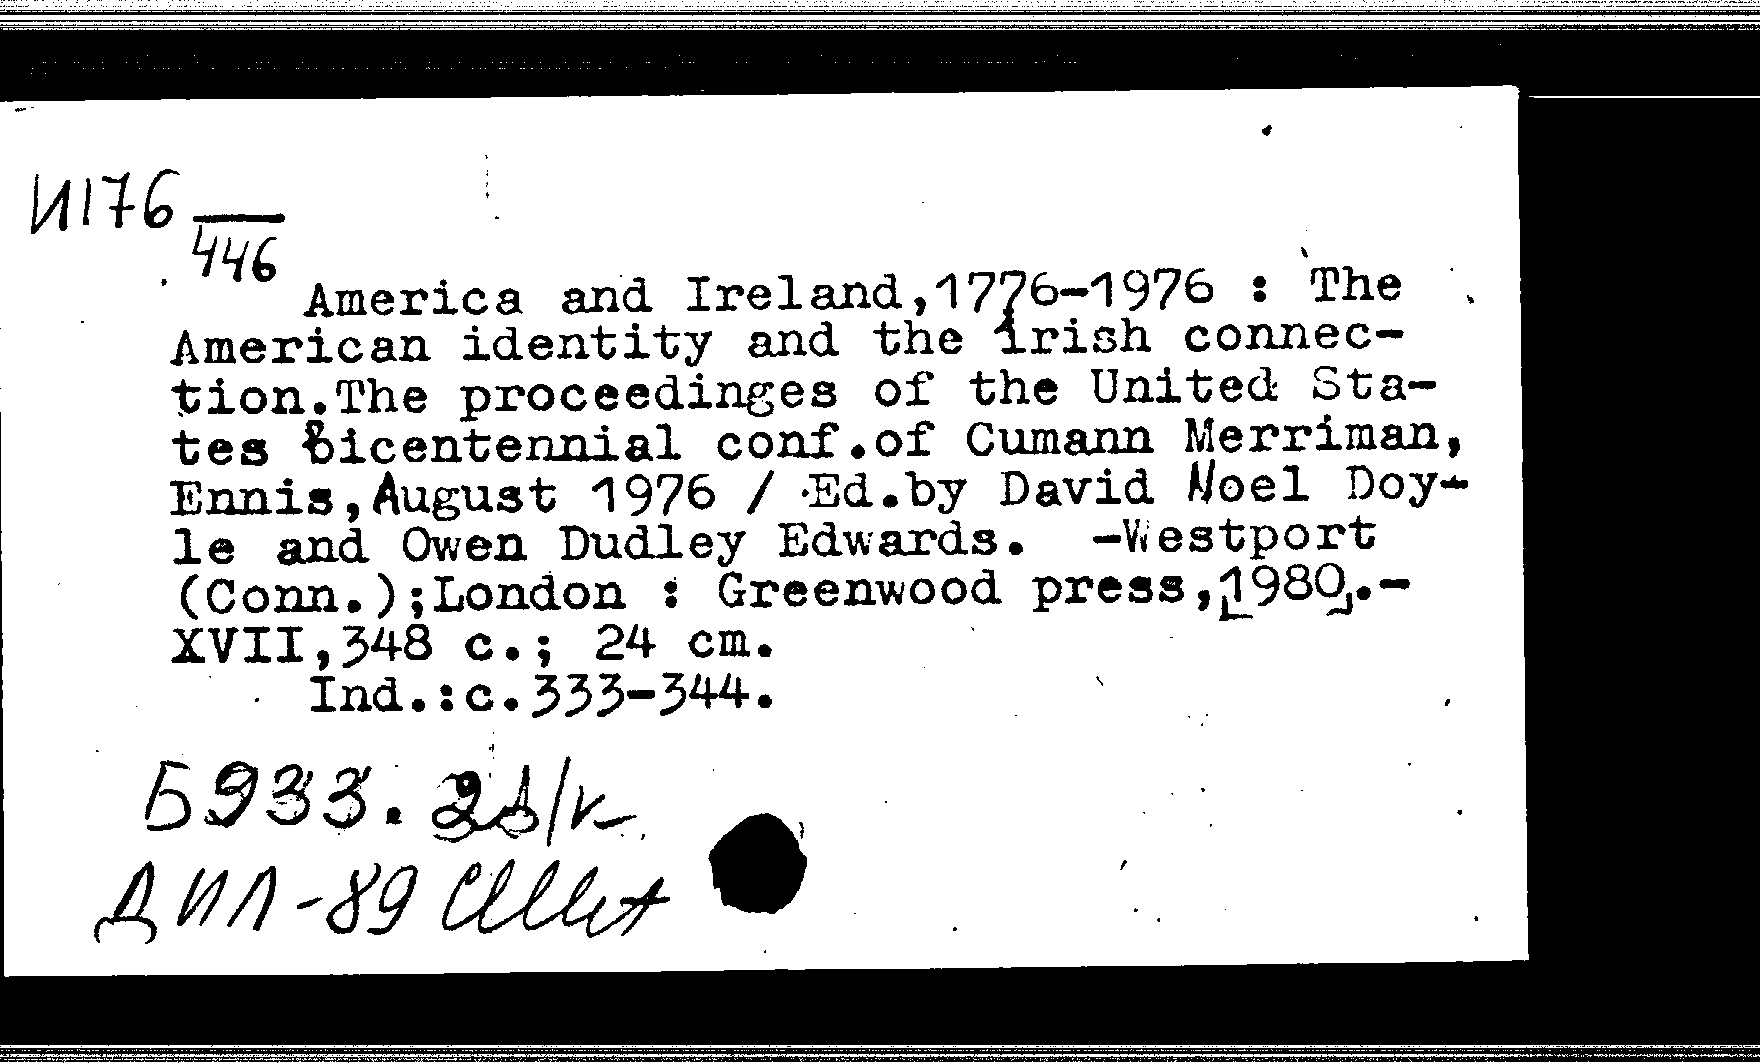 И176
446
America and Ireland,1776-1976 : The
American identity and the irish connec-
tion.The proceedinges of the United Sta-
tes bicentennial conf.of Cumann Merriman,
Ennis,August 1976 / Ed.by David Noel Doy-
le and Owen Dudley Edwards. -Westport
(Conn.);London : Greenwood press,[1980].-
XVII,348 c.; 24 cm.
Ind.:c.333-344.
Б933.
ДИЛ-89 США